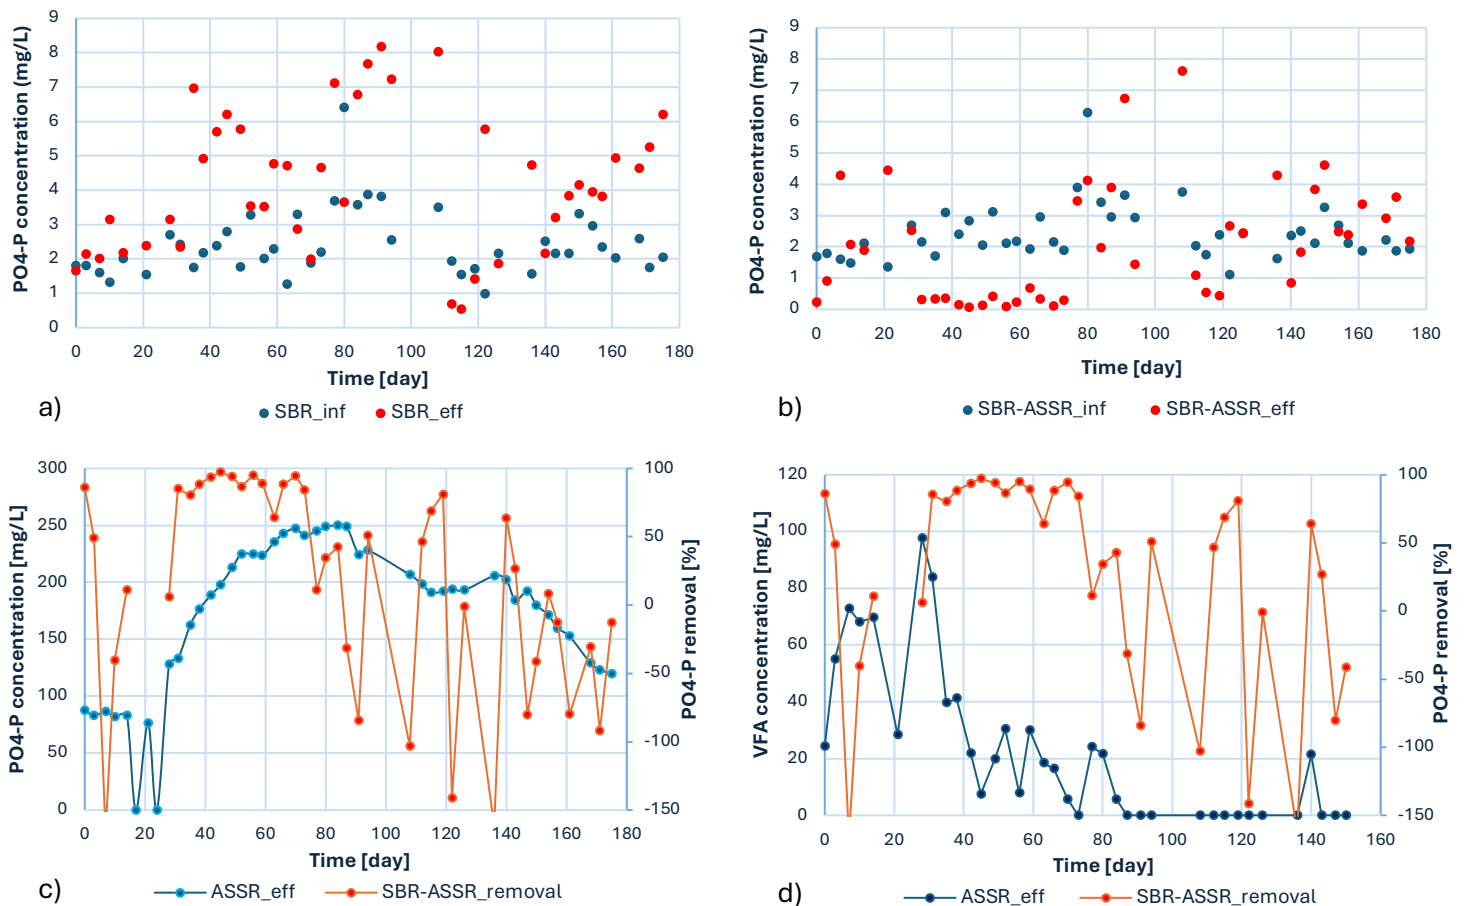 PO4-P concentration (mg/L)
9
8
7
6
5
4
3
2
1
0
0 20 40 60 80 100 120 140 160 180
Time [day]
a)
SBR_inf SBR_eff
PO4-P concentration (mg/L)
9
8
7
6
5
4
3
2
1
0
0 20 40 60 80 100 120 140 160 180
Time [day]
b)
SBR-ASSR_inf SBR-ASSR_eff
PO4-P concentration [mg/L]
300
250
200
150
100
50
0
100
50
0
-50
-100
-150
PO4-P removal [%]
0 20 40 60 80 100 120 140 160 180
Time [day]
c)
ASSR_eff SBR-ASSR_removal
VFA concentration [mg/L]
120
100
80
60
40
20
0
100
50
0
-50
-100
-150
PO4-P removal [%]
0 20 40 60 80 100 120 140 160
Time [day]
d)
ASSR_eff SBR-ASSR_removal